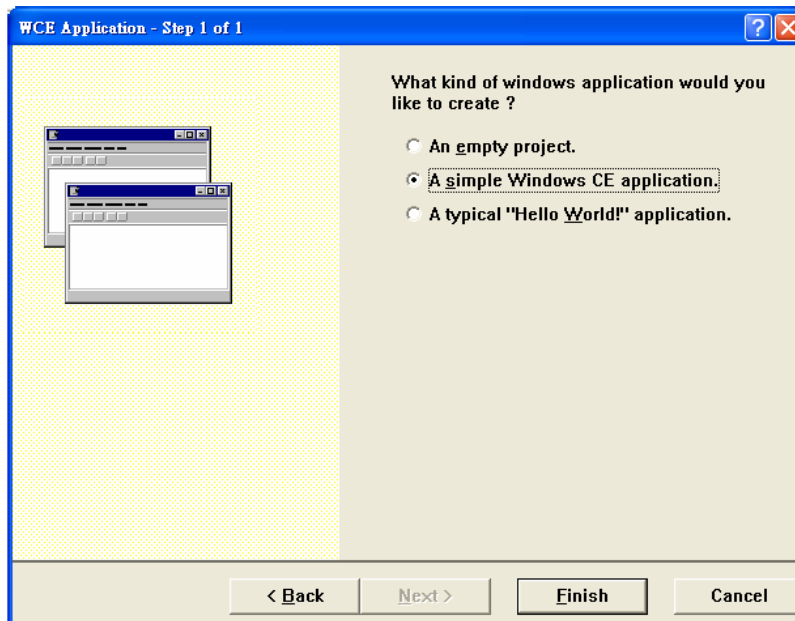 WCE Application - Step 1 of 1
What kind of windows application would you
like to create ?
An empty project.
A simple Windows CE application.
A typical "Hello World!" application.
< Back
Next >
Finish
Cancel